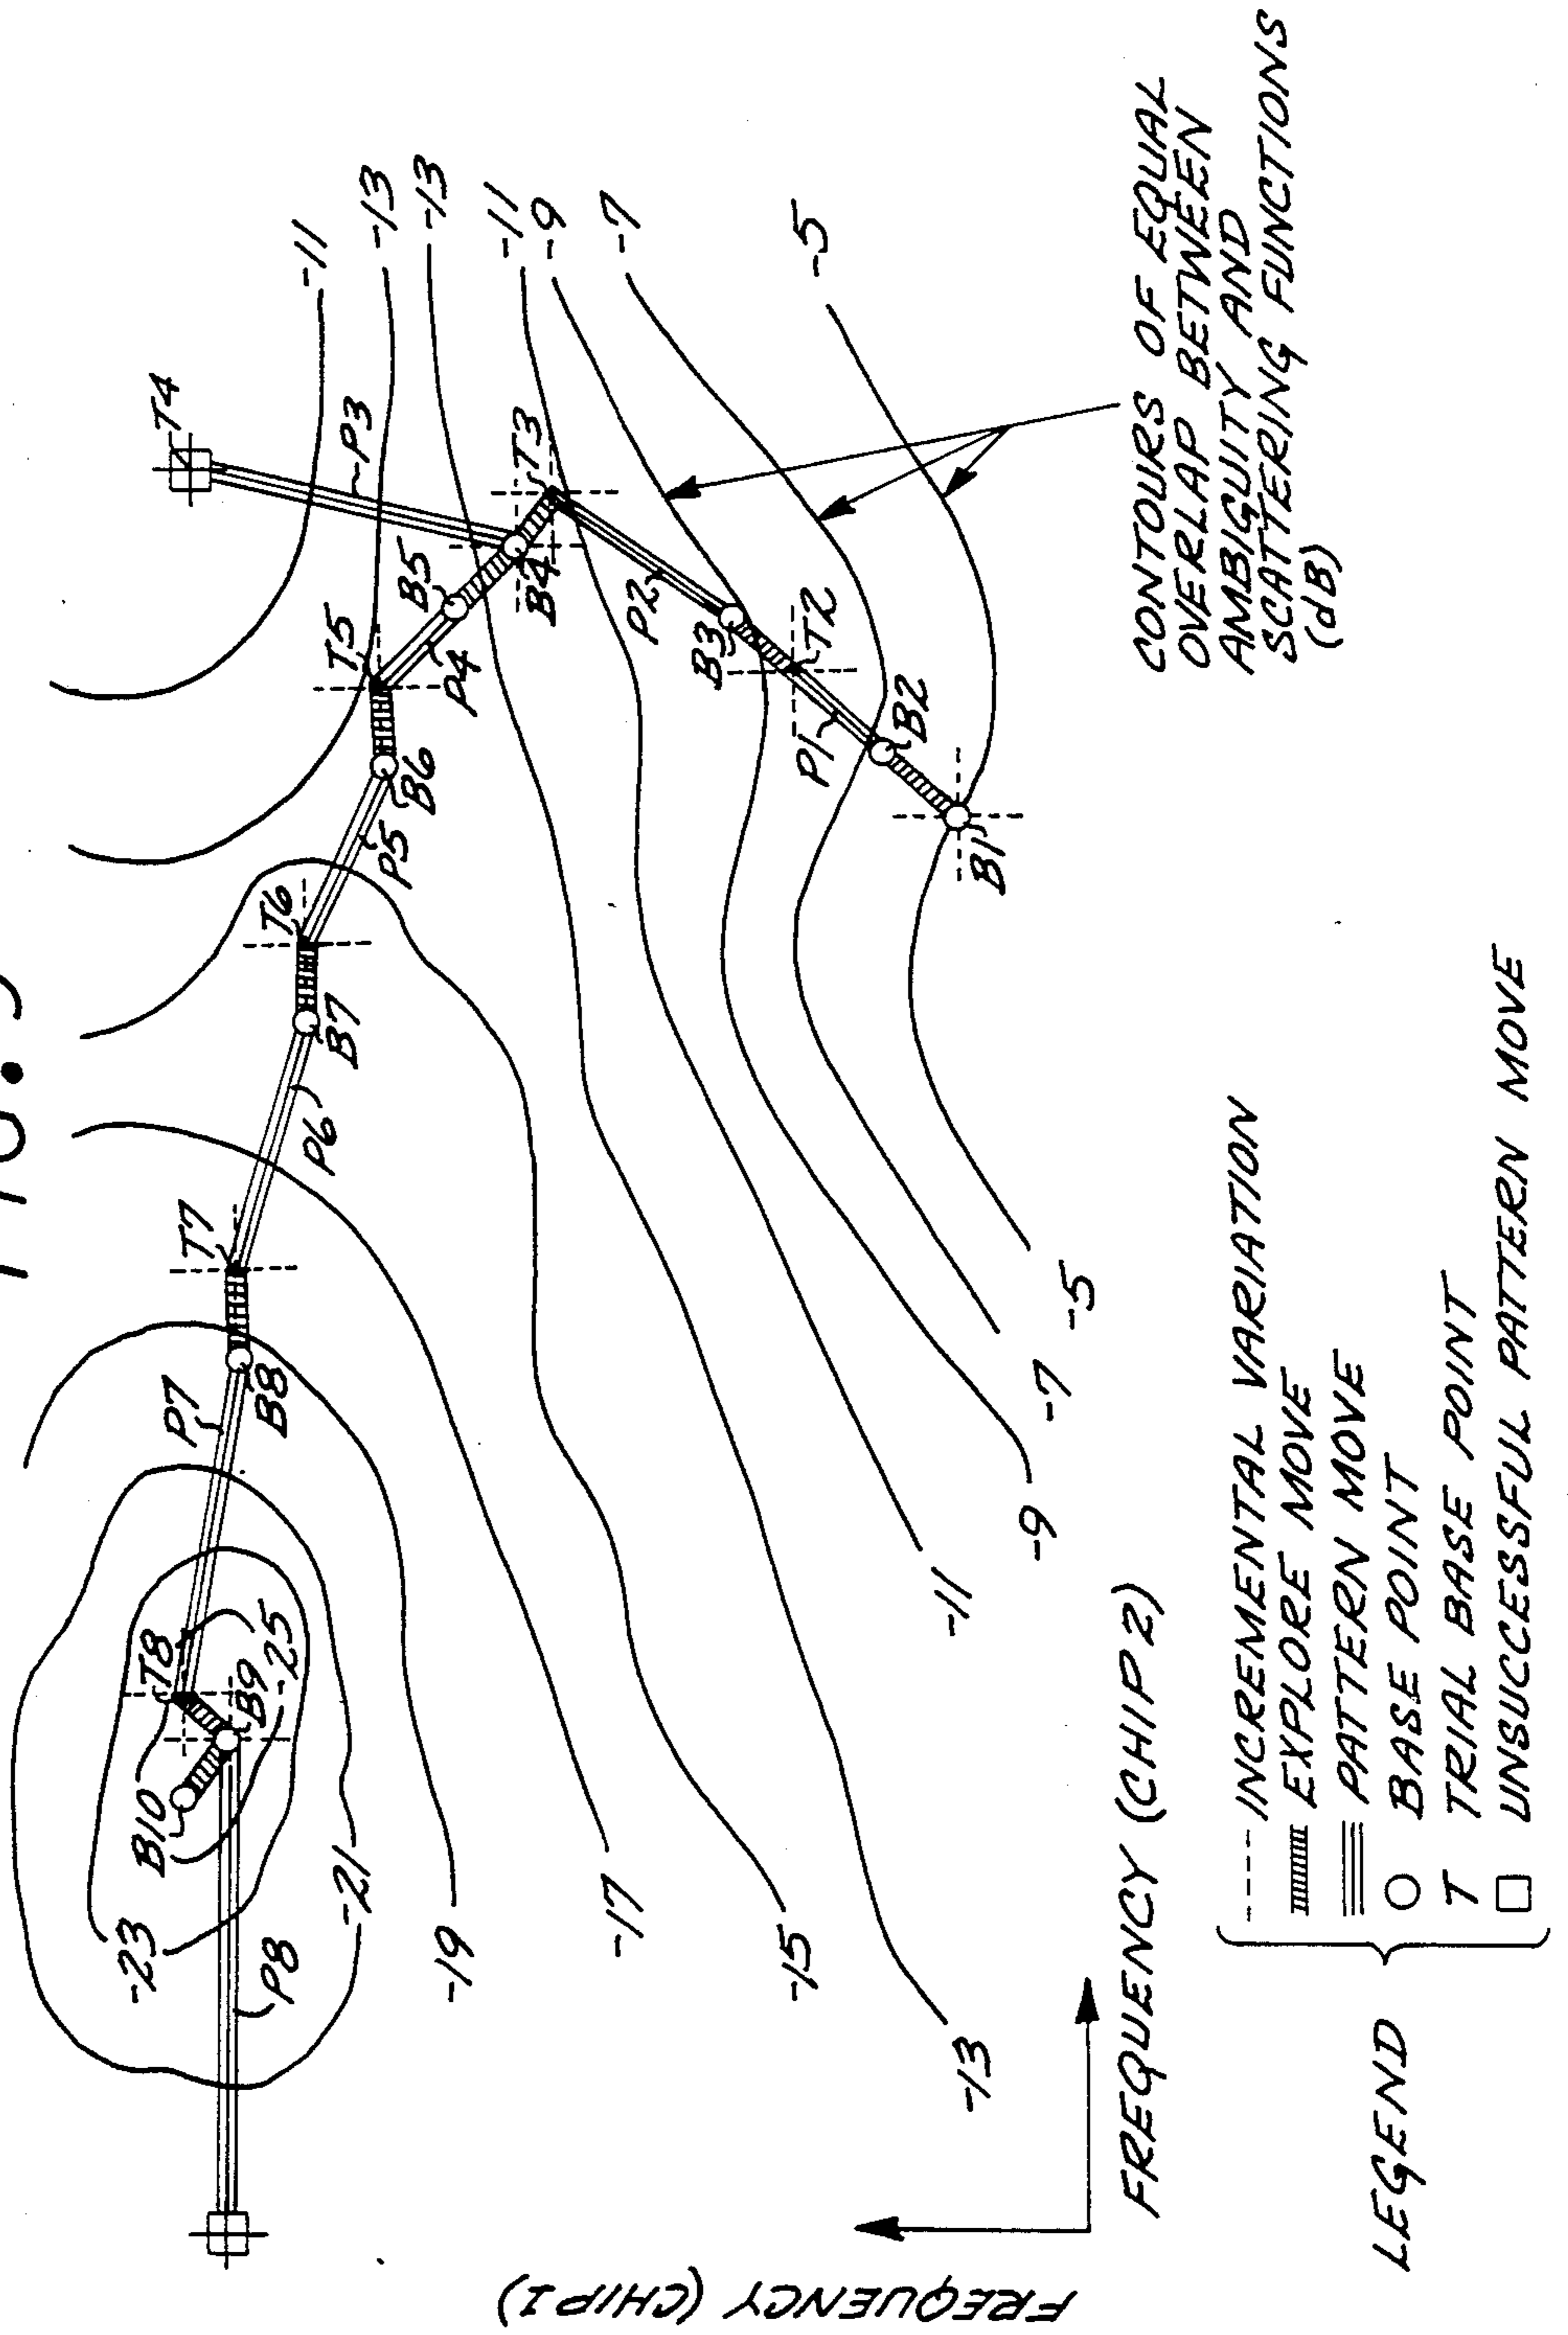 -11
-13
-13
-11
-9
-7
-5
T4
P3
T3
B4
B5
T5
P4
P2
B3
T2
P1
B2
B1
B6
P5
T6
B7
P6
T7
B8
P7
T8
B9
-25
B10
-23
-21
P8
-19
-17
-15
-13
-11
-9
-7
-5
CONTOURS OF EQUAL
OVERLAP BETWEEN
AMBIGUITY AND
SCATTERING FUNCTIONS
(dB)
FREQUENCY (CHIP 1)
FREQUENCY (CHIP 2)
LEGEND
INCREMENTAL VARIATION
EXPLORE MOVE
PATTERN MOVE
BASE POINT
T TRIAL BASE POINT
UNSUCCESSFUL PATTERN MOVE